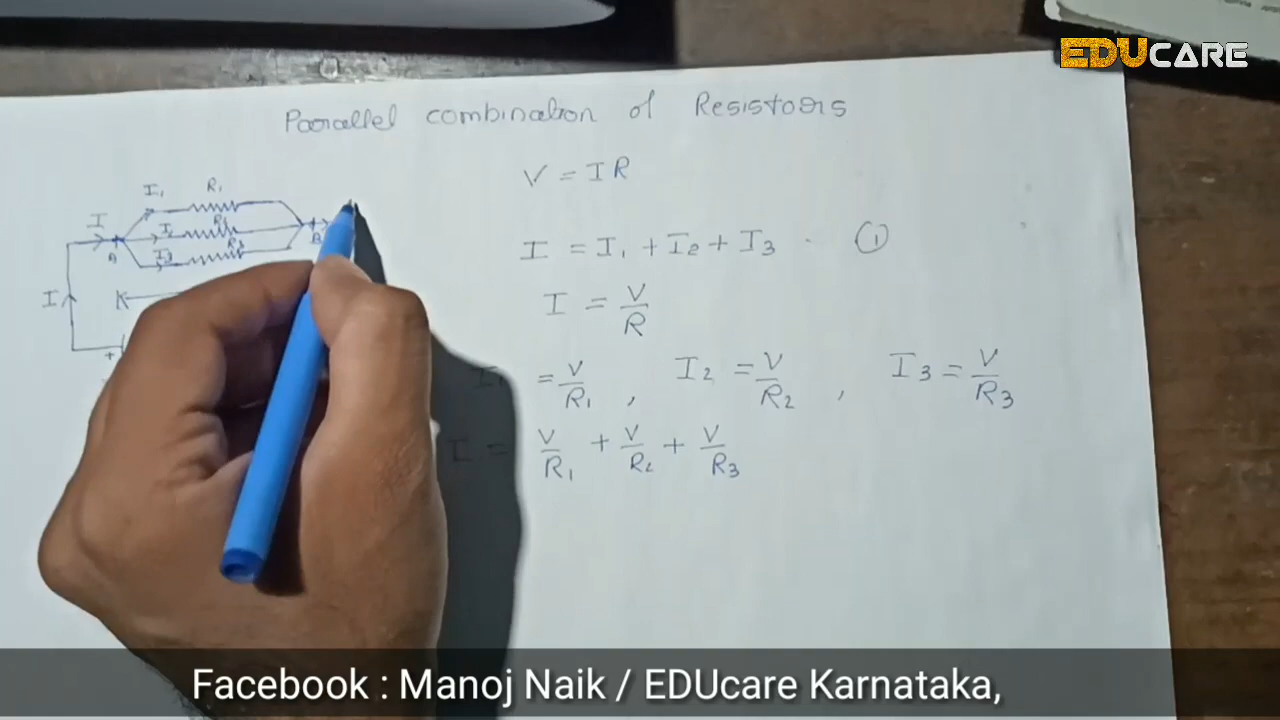 EDUCARE
Parallel combination of Resistors
V = IR
I = I₁ + I₂ + I₃ . ①
I = V/R
I₁ = V/R₁ , I₂ = V/R₂ , I₃ = V/R₃
I = V/R₁ + V/R₂ + V/R₃
I₁ R₁
I I₂ R₂
A I₃ R₃ B
I K
+
Facebook : Manoj Naik / EDUcare Karnataka,